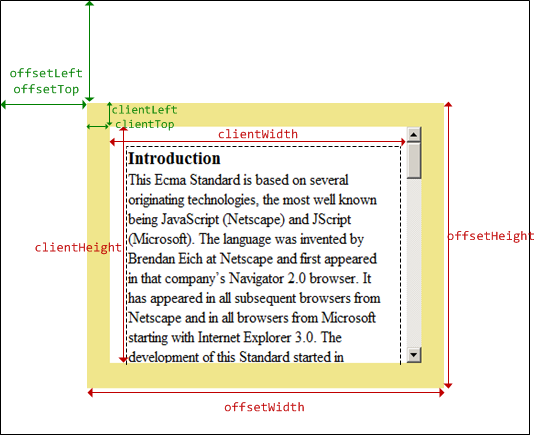 offsetLeft
offsetTop
clientLeft
clientTop
clientWidth
Introduction
This Ecma Standard is based on several
originating technologies, the most well known
being JavaScript (Netscape) and JScript
(Microsoft). The language was invented by
clientHeight
offsetHeight
Brendan Eich at Netscape and first appeared
in that company’s Navigator 2.0 browser. It
has appeared in all subsequent browsers from
Netscape and in all browsers from Microsoft
starting with Internet Explorer 3.0. The
development of this Standard started in
offsetWidth